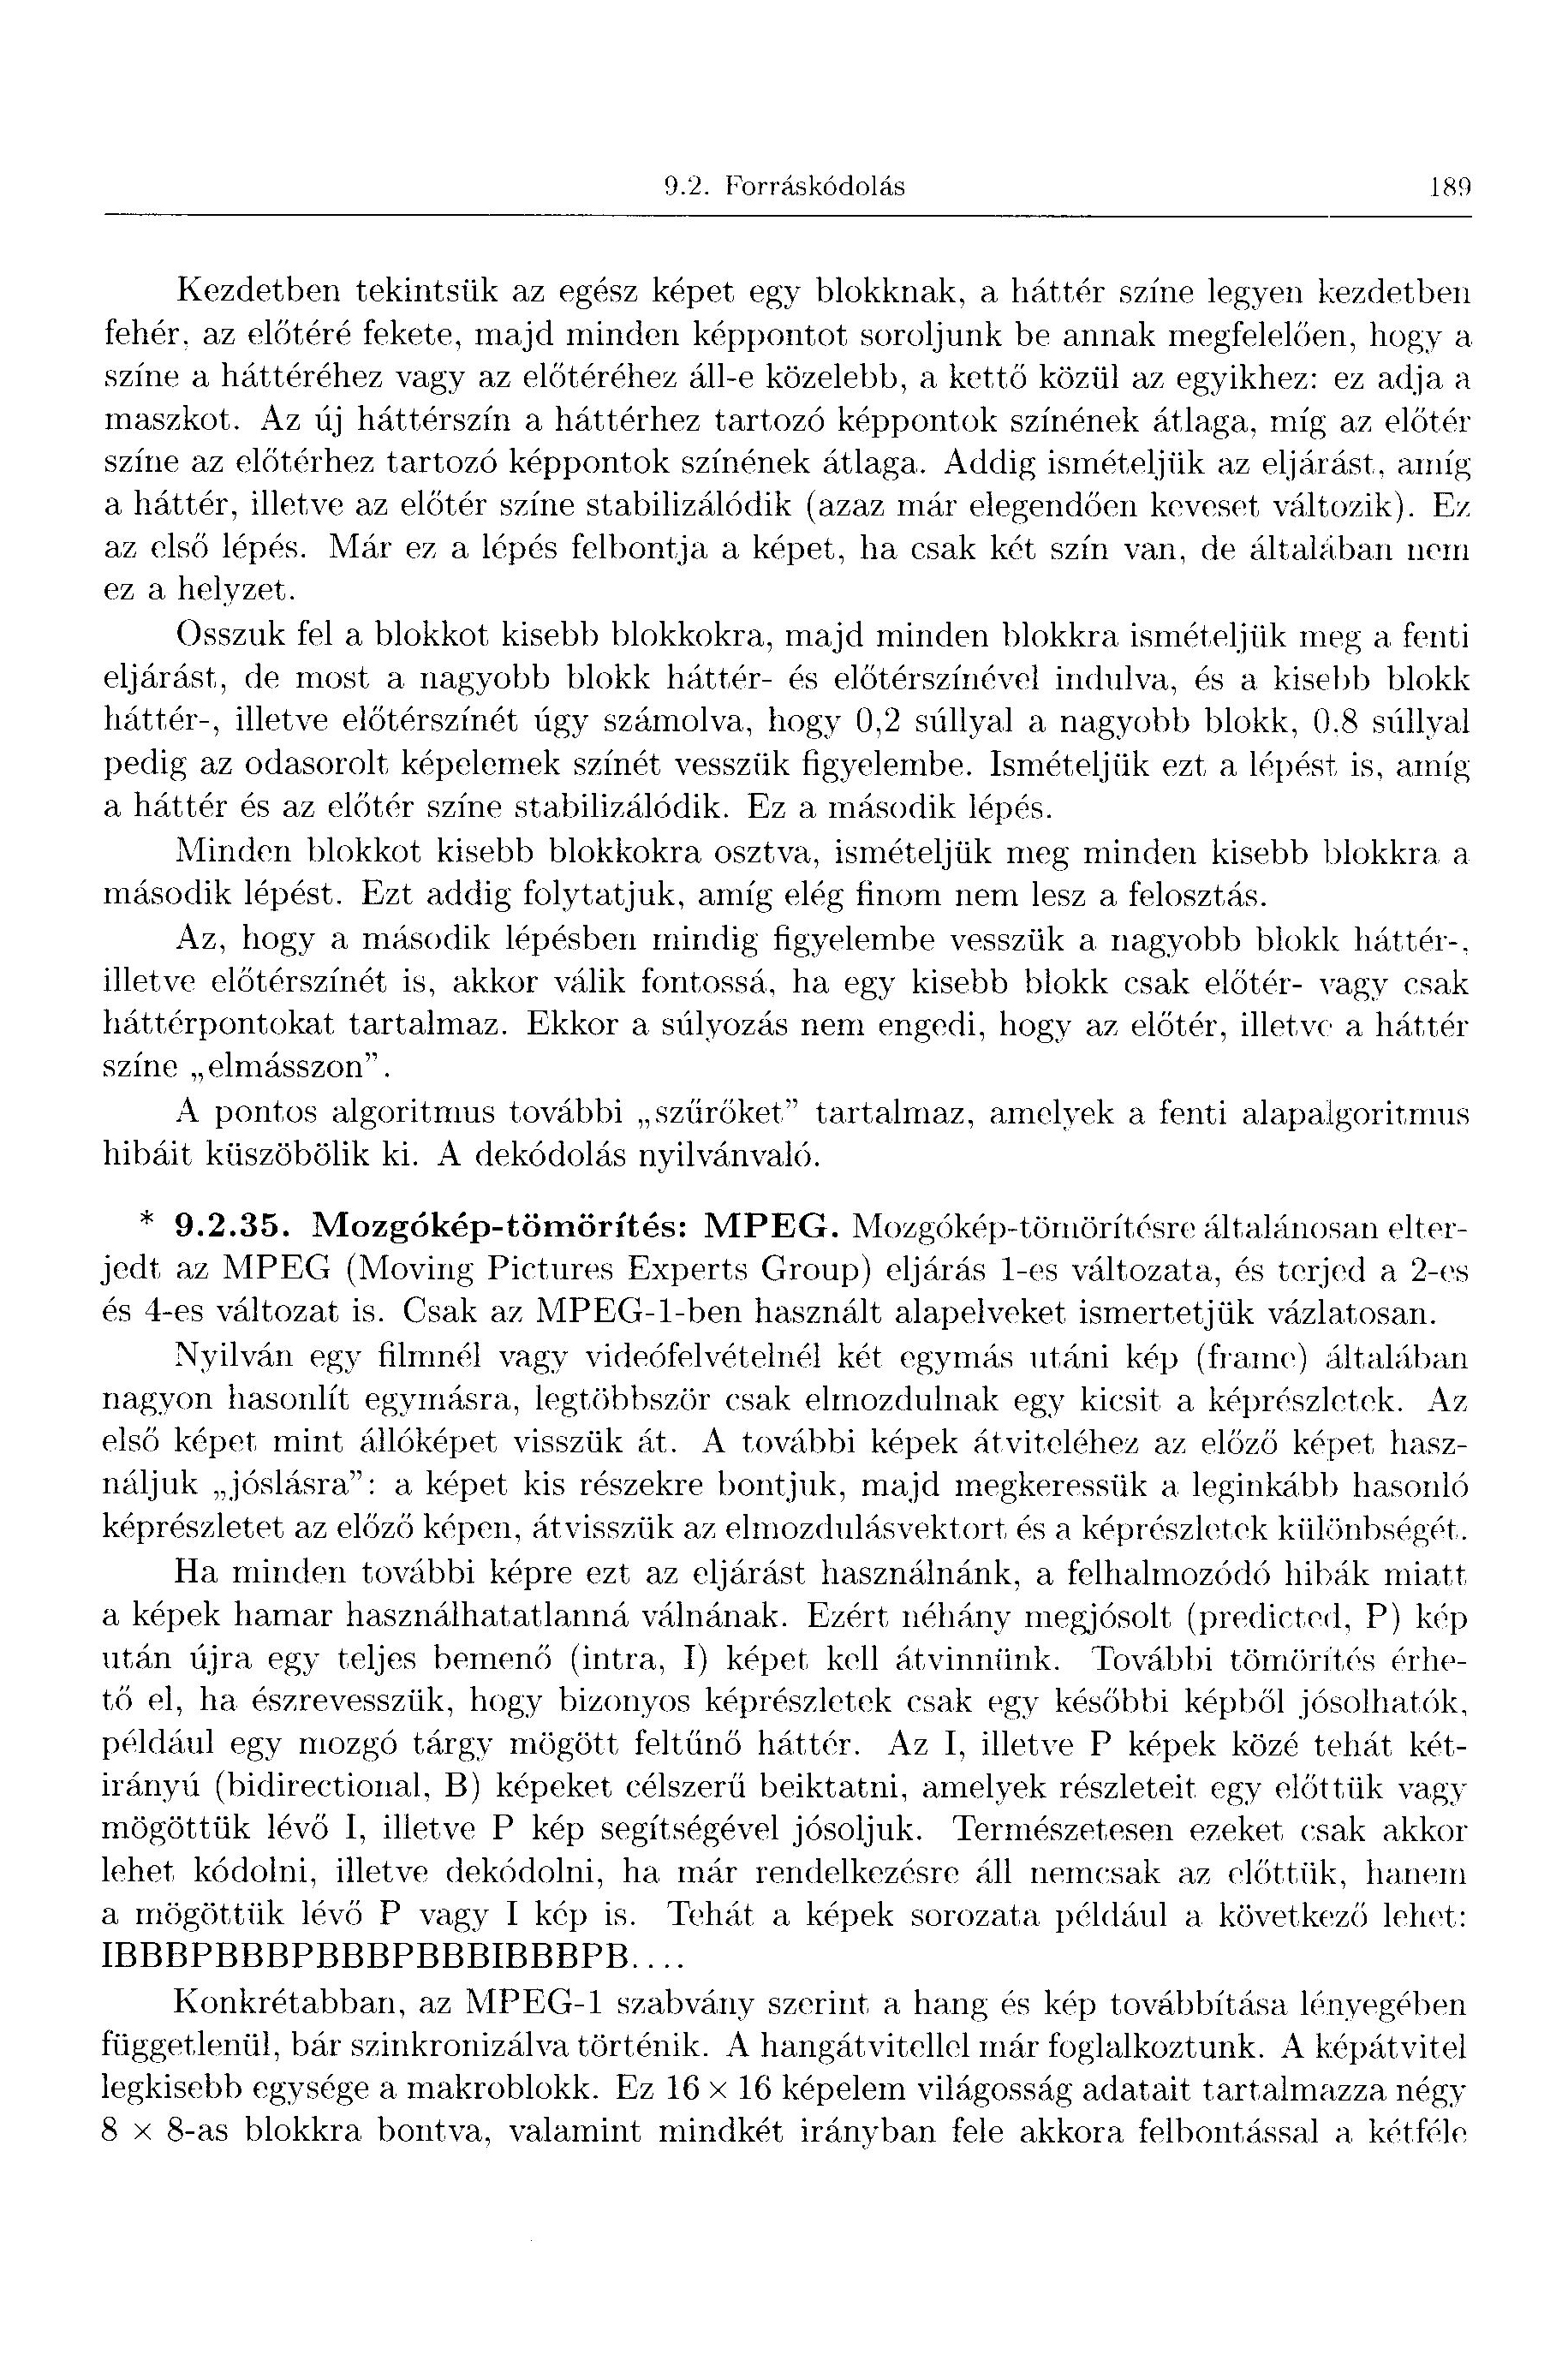 9.2. Forráskódolás 189
Kezdetben tekintsük az egész képet egy blokknak, a háttér színe legyen kezdetben
fehér, az előtéré fekete, majd minden képpontot soroljunk be annak megfelelően, hogy a
színe a háttéréhez vagy az előtéréhez áll-e közelebb, a kettő közül az egyikhez: ez adja a
maszkot. Az új háttérszín a háttérhez tartozó képpontok színének átlaga, míg az előtér
színe az előtérhez tartozó képpontok színének átlaga. Addig ismételjük az eljárást, amíg
a háttér, illetve az előtér színe stabilizálódik (azaz már elegendően keveset változik). Ez
az első lépés. Már ez a lépés felbontja a képet, ha csak két szín van, de általában nem
ez a helyzet.
Osszuk fel a blokkot kisebb blokkokra, majd minden blokkra ismételjük meg a fenti
eljárást, de most a nagyobb blokk háttér- és előtérszínével indulva, és a kisebb blokk
háttér-, illetve előtérszínét úgy számolva, hogy 0,2 súllyal a nagyobb blokk, 0,8 súllyal
pedig az odasorolt képelemek színét vesszük figyelembe. Ismételjük ezt a lépést is, amíg
a háttér és az előtér színe stabilizálódik. Ez a második lépés.
Minden blokkot kisebb blokkokra osztva, ismételjük meg minden kisebb blokkra a
második lépést. Ezt addig folytatjuk, amíg elég finom nem lesz a felosztás.
Az, hogy a második lépésben mindig figyelembe vesszük a nagyobb blokk háttér-,
illetve előtérszínét is, akkor válik fontossá, ha egy kisebb blokk csak előtér- vagy csak
háttérpontokat tartalmaz. Ekkor a súlyozás nem engedi, hogy az előtér, illetve a háttér
színe „elmásszon”.
A pontos algoritmus további „szűrőket” tartalmaz, amelyek a fenti alapalgoritmus
hibáit küszöbölik ki. A dekódolás nyilvánvaló.
* 9.2.35. Mozgókép-tömörítés: MPEG. Mozgókép-tömörítésre általánosan elter-
jedt az MPEG (Moving Pictures Experts Group) eljárás 1-es változata, és terjed a 2-es
és 4-es változat is. Csak az MPEG-1-ben használt alapelveket ismertetjük vázlatosan.
Nyilván egy filmnél vagy videófelvételnél két egymás utáni kép (frame) általában
nagyon hasonlít egymásra, legtöbbször csak elmozdulnak egy kicsit a képrészletek. Az
első képet mint állóképet visszük át. A további képek átviteléhez az előző képet hasz-
náljuk „jóslásra”: a képet kis részekre bontjuk, majd megkeressük a leginkább hasonló
képrészletet az előző képen, átvisszük az elmozdulásvektort és a képrészletek különbségét.
Ha minden további képre ezt az eljárást használnánk, a felhalmozódó hibák miatt
a képek hamar használhatatlanná válnának. Ezért néhány megjósolt (predicted, P) kép
után újra egy teljes bemenő (intra, I) képet kell átvinnünk. További tömörítés érhe-
tő el, ha észrevesszük, hogy bizonyos képrészletek csak egy későbbi képből jósolhatók,
például egy mozgó tárgy mögött feltűnő háttér. Az I, illetve P képek közé tehát két-
irányú (bidirectional, B) képeket célszerű beiktatni, amelyek részleteit egy előttük vagy
mögöttük lévő I, illetve P kép segítségével jósoljuk. Természetesen ezeket csak akkor
lehet kódolni, illetve dekódolni, ha már rendelkezésre áll nemcsak az előttük, hanem
a mögöttük lévő P vagy I kép is. Tehát a képek sorozata például a következő lehet:
IBBBPBBBPBBBPBBBIBBBPB....
Konkrétabban, az MPEG-1 szabvány szerint a hang és kép továbbítása lényegében
függetlenül, bár szinkronizálva történik. A hangátvitellel már foglalkoztunk. A képátvitel
legkisebb egysége a makroblokk. Ez 16 x 16 képelem világosság adatait tartalmazza négy
8 x 8-as blokkra bontva, valamint mindkét irányban fele akkora felbontással a kétféle